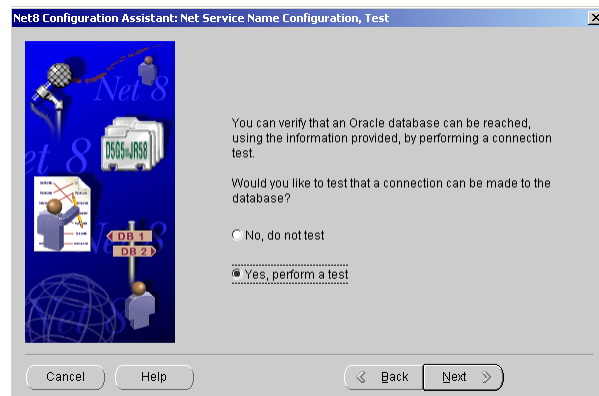 Net8 Configuration Assistant: Net Service Name Configuration, Test
Net 8
D5G5-JR58
et 8
DB 1
DB 2
You can verify that an Oracle database can be reached,
using the information provided, by performing a connection
test.
Would you like to test that a connection can be made to the
database?
No, do not test
Yes, perform a test
Cancel
Help
Back
Next